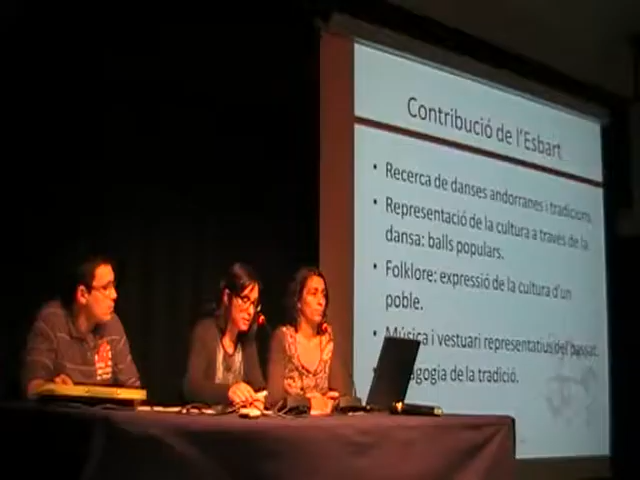 Contribució de l'Esbart
• Recerca de danses andorranes i tradicions.
• Representació de la cultura a través de la
dansa: balls populars.
• Folklore: expressió de la cultura d'un
poble.
• Música i vestuari representatius del poble.
de la tradició.